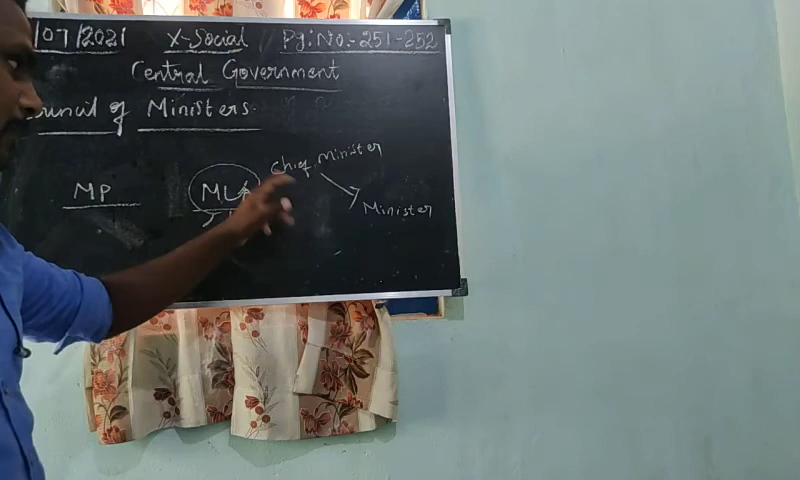 /07/2021 X-Social Pg:No:-251-252
Central Government
Council of Ministers.
Chief Minister
MP MLA
Minister